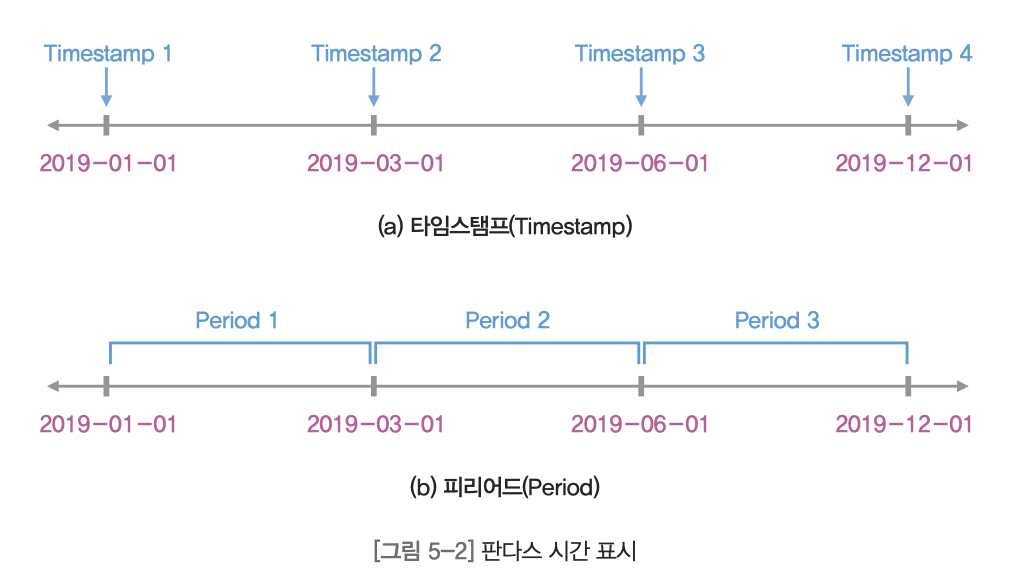 Timestamp 1 Timestamp 2 Timestamp 3 Timestamp 4
2019-01-01 2019-03-01 2019-06-01 2019-12-01
(a) 타임스탬프(Timestamp)
Period 1 Period 2 Period 3
2019-01-01 2019-03-01 2019-06-01 2019-12-01
(b) 피리어드(Period)
[그림 5-2] 판다스 시간 표시